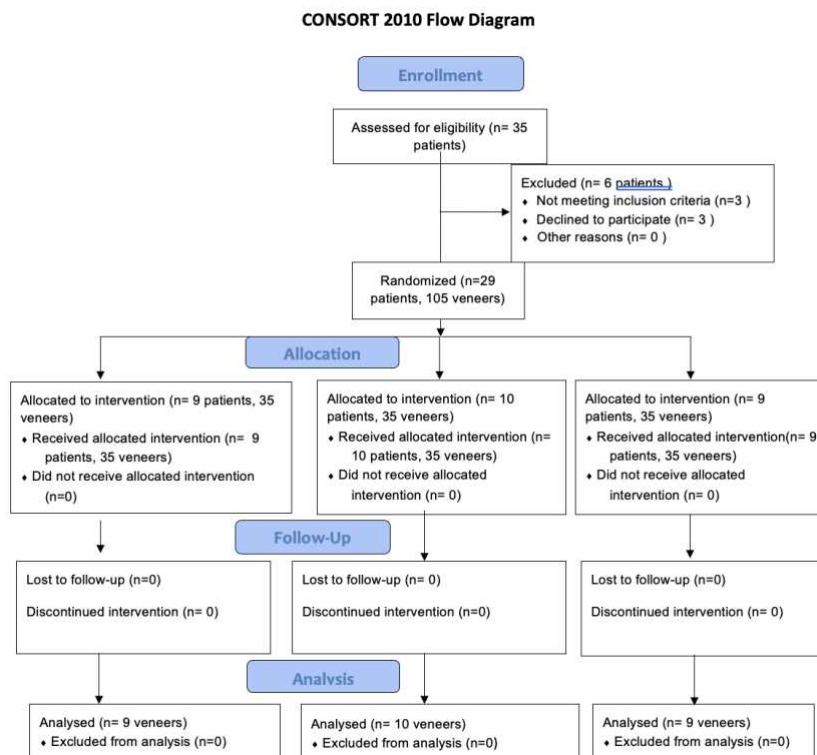 CONSORT 2010 Flow Diagram
Enrollment
Assessed for eligibility (n= 35
patients)
Excluded (n= 6 patients )
♦ Not meeting inclusion criteria (n=3 )
♦ Declined to participate (n= 3 )
♦ Other reasons (n= 0 )
Randomized (n=29
patients, 105 veneers)
Allocation
Allocated to intervention (n= 9 patients, 35
veneers)
♦ Received allocated intervention (n= 9
patients, 35 veneers)
♦ Did not receive allocated intervention
(n=0)
Allocated to intervention (n= 10
patients, 35 veneers)
♦ Received allocated intervention (n=
10 patients, 35 veneers)
♦ Did not receive allocated
intervention (n= 0)
Allocated to intervention (n= 9
patients, 35 veneers)
♦ Received allocated intervention(n= 9
patients, 35 veneers)
♦ Did not receive allocated
intervention (n= 0)
Follow-Up
Lost to follow-up (n=0)
Discontinued intervention (n= 0)
Lost to follow-up (n= 0)
Discontinued intervention (n=0)
Lost to follow-up (n=0)
Discontinued intervention (n= 0)
Analysis
Analysed (n= 9 veneers)
♦ Excluded from analysis (n=0)
Analysed (n= 10 veneers)
♦ Excluded from analysis (n=0)
Analysed (n= 9 veneers)
♦ Excluded from analysis (n=0)